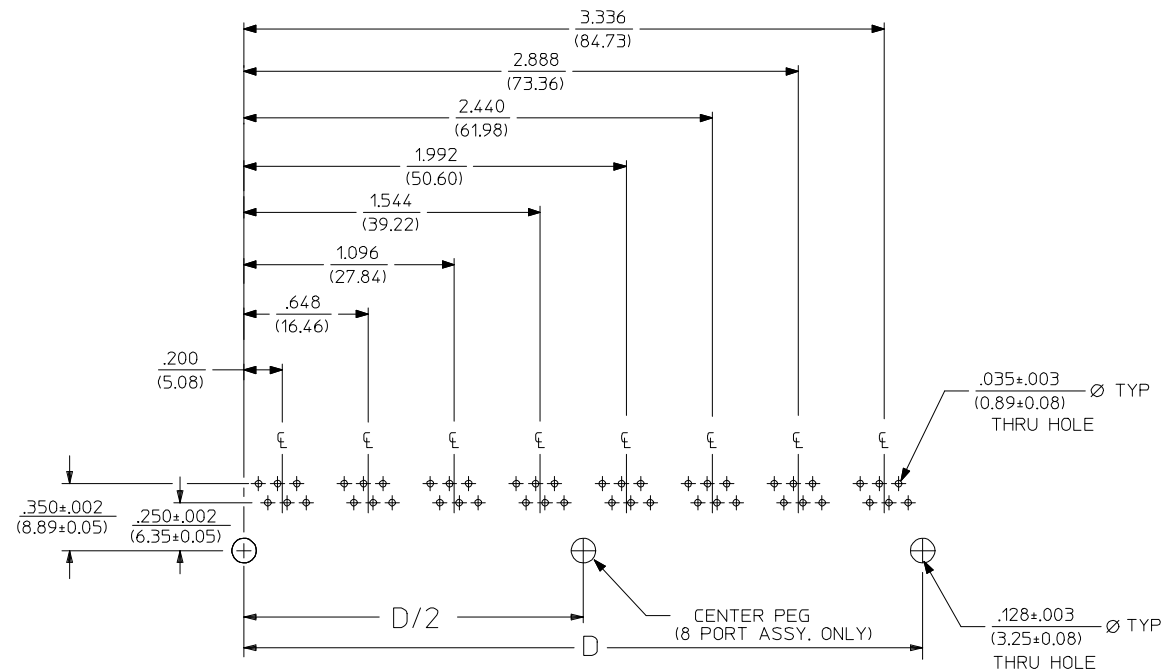 3.336
(84.73)
2.888
(73.36)
2.440
(61.98)
1.992
(50.60)
1.544
(39.22)
1.096
(27.84)
.648
(16.46)
.200
(5.08)
.035±.003
(0.89±0.08)
Ø TYP
THRU HOLE
℄ ℄ ℄ ℄ ℄ ℄ ℄ ℄
.350±.002
(8.89±0.05)
.250±.002
(6.35±0.05)
D/2
CENTER PEG
(8 PORT ASSY. ONLY)
D
.128±.003
(3.25±0.08)
Ø TYP
THRU HOLE